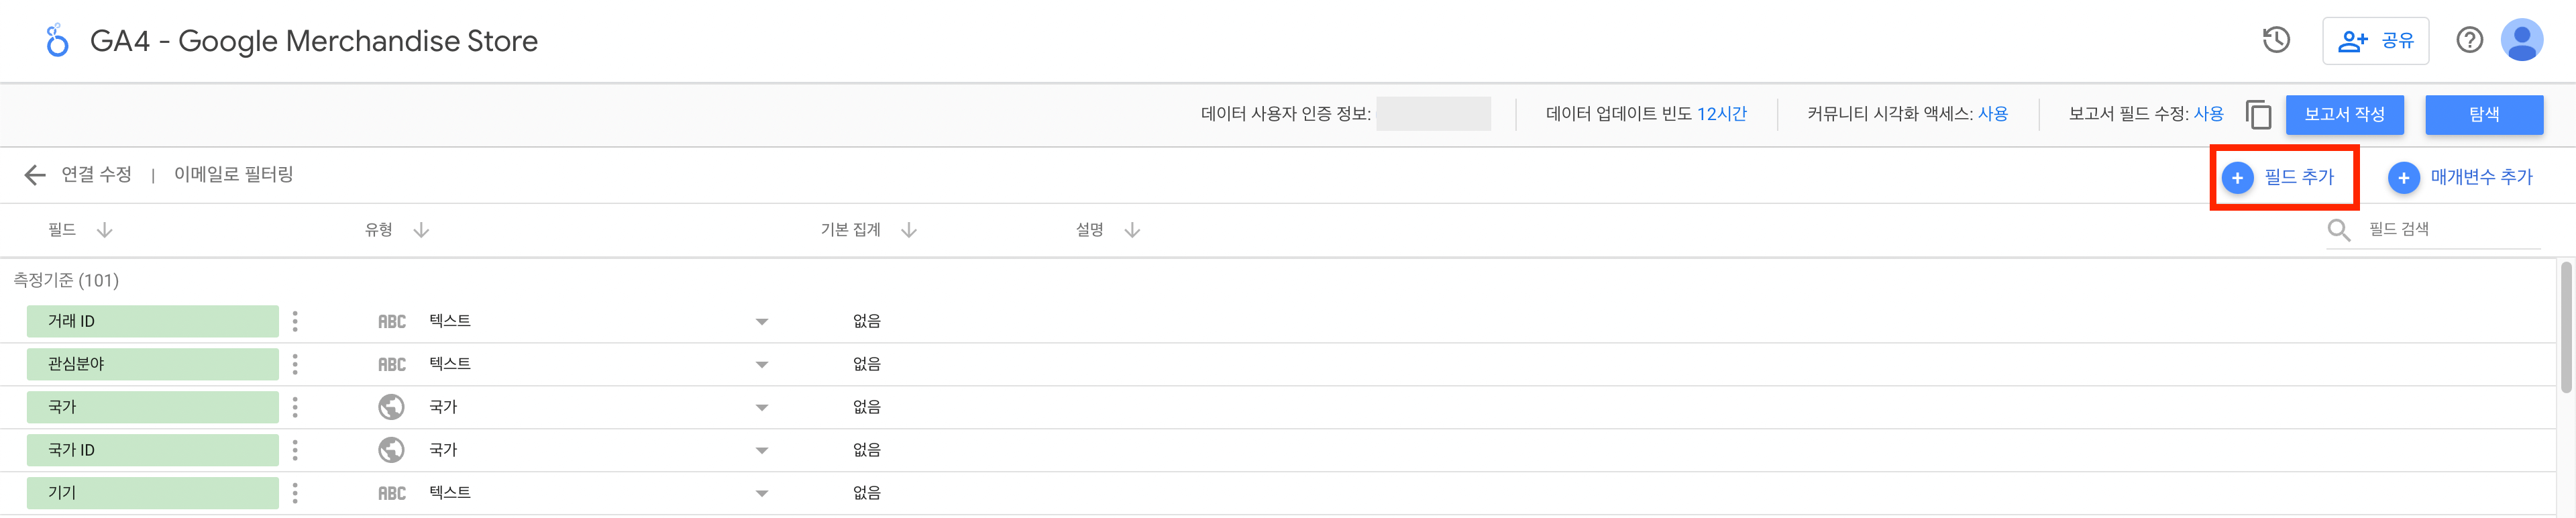 GA4 - Google Merchandise Store
공유
데이터 사용자 인증 정보:
데이터 업데이트 빈도 12시간
커뮤니티 시각화 액세스: 사용
보고서 필드 수정: 사용
보고서 작성
탐색
연결 수정 | 이메일로 필터링
필드 추가
매개변수 추가
필드 유형 기본 집계 설명 필드 검색
측정기준 (101)
거래 ID ABC 텍스트 없음
관심분야 ABC 텍스트 없음
국가 국가 없음
국가 ID 국가 없음
기기 ABC 텍스트 없음